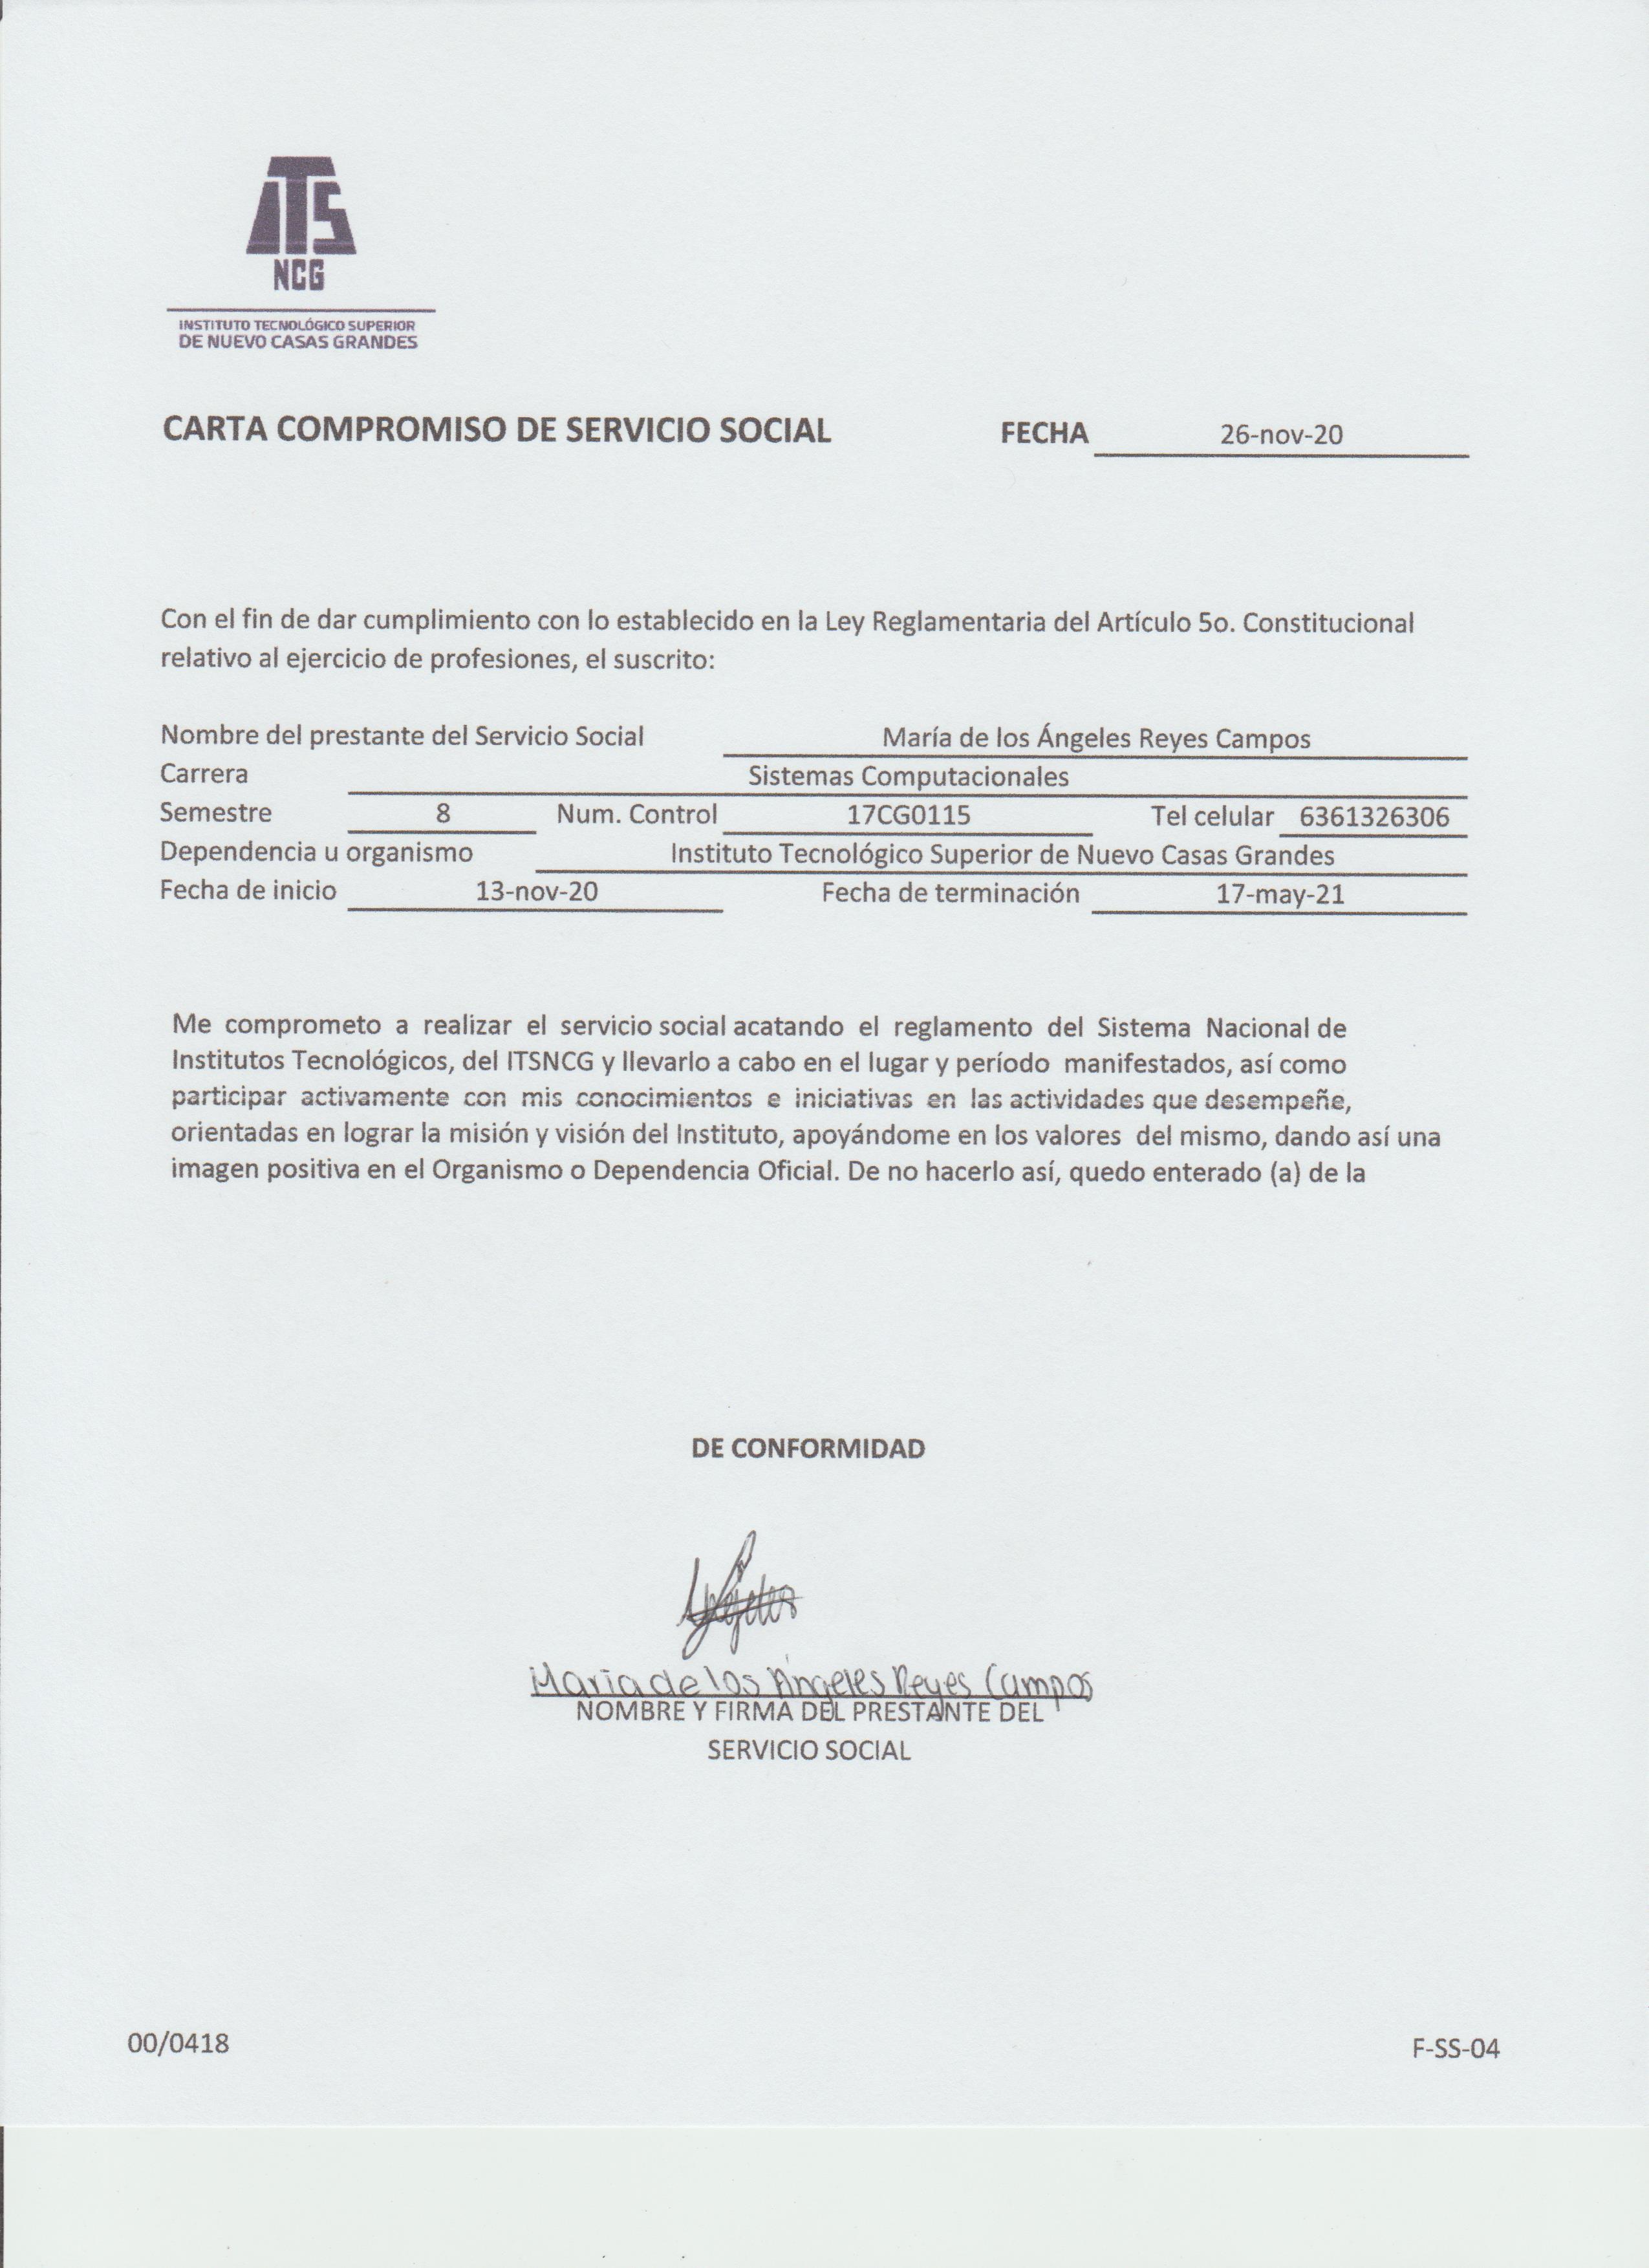 ITS
NCG
INSTITUTO TECNOLÓGICO SUPERIOR
DE NUEVO CASAS GRANDES
CARTA COMPROMISO DE SERVICIO SOCIAL FECHA 26-nov-20
Con el fin de dar cumplimiento con lo establecido en la Ley Reglamentaria del Artículo 5o. Constitucional
relativo al ejercicio de profesiones, el suscrito:
Nombre del prestante del Servicio Social María de los Ángeles Reyes Campos
Carrera Sistemas Computacionales
Semestre 8 Num. Control 17CG0115 Tel celular 6361326306
Dependencia u organismo Instituto Tecnológico Superior de Nuevo Casas Grandes
Fecha de inicio 13-nov-20 Fecha de terminación 17-may-21
Me comprometo a realizar el servicio social acatando el reglamento del Sistema Nacional de
Institutos Tecnológicos, del ITSNCG y llevarlo a cabo en el lugar y período manifestados, así como
participar activamente con mis conocimientos e iniciativas en las actividades que desempeñe,
orientadas en lograr la misión y visión del Instituto, apoyándome en los valores del mismo, dando así una
imagen positiva en el Organismo o Dependencia Oficial. De no hacerlo así, quedo enterado (a) de la
DE CONFORMIDAD
María de los Ángeles Reyes Campos
NOMBRE Y FIRMA DEL PRESTANTE DEL
SERVICIO SOCIAL
00/0418 F-SS-04